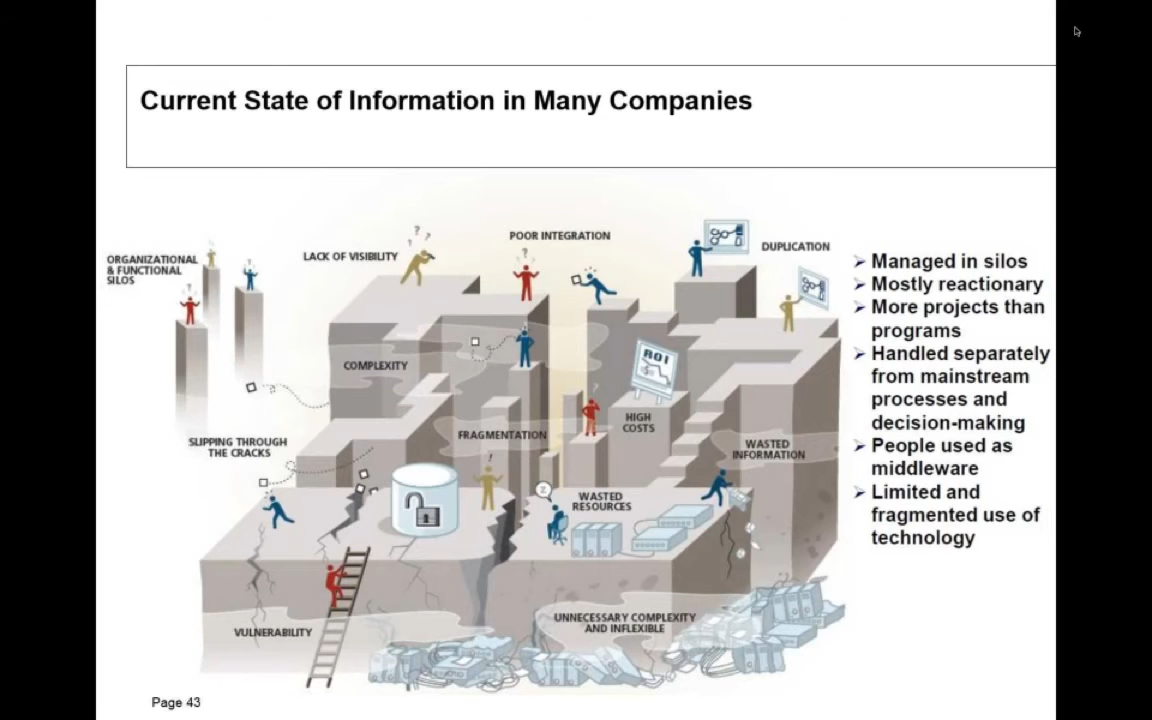 Current State of Information in Many Companies
ORGANIZATIONAL
& FUNCTIONAL
SILOS
LACK OF VISIBILITY
? ? ?
POOR INTEGRATION
?
DUPLICATION
COMPLEXITY
ROI
$
HIGH
COSTS
SLIPPING THROUGH
THE CRACKS
FRAGMENTATION
!
WASTED
INFORMATION
Z
WASTED
RESOURCES
VULNERABILITY
UNNECESSARY COMPLEXITY
AND INFLEXIBLE
➢ Managed in silos
➢ Mostly reactionary
➢ More projects than
programs
➢ Handled separately
from mainstream
processes and
decision-making
➢ People used as
middleware
➢ Limited and
fragmented use of
technology
Page 43